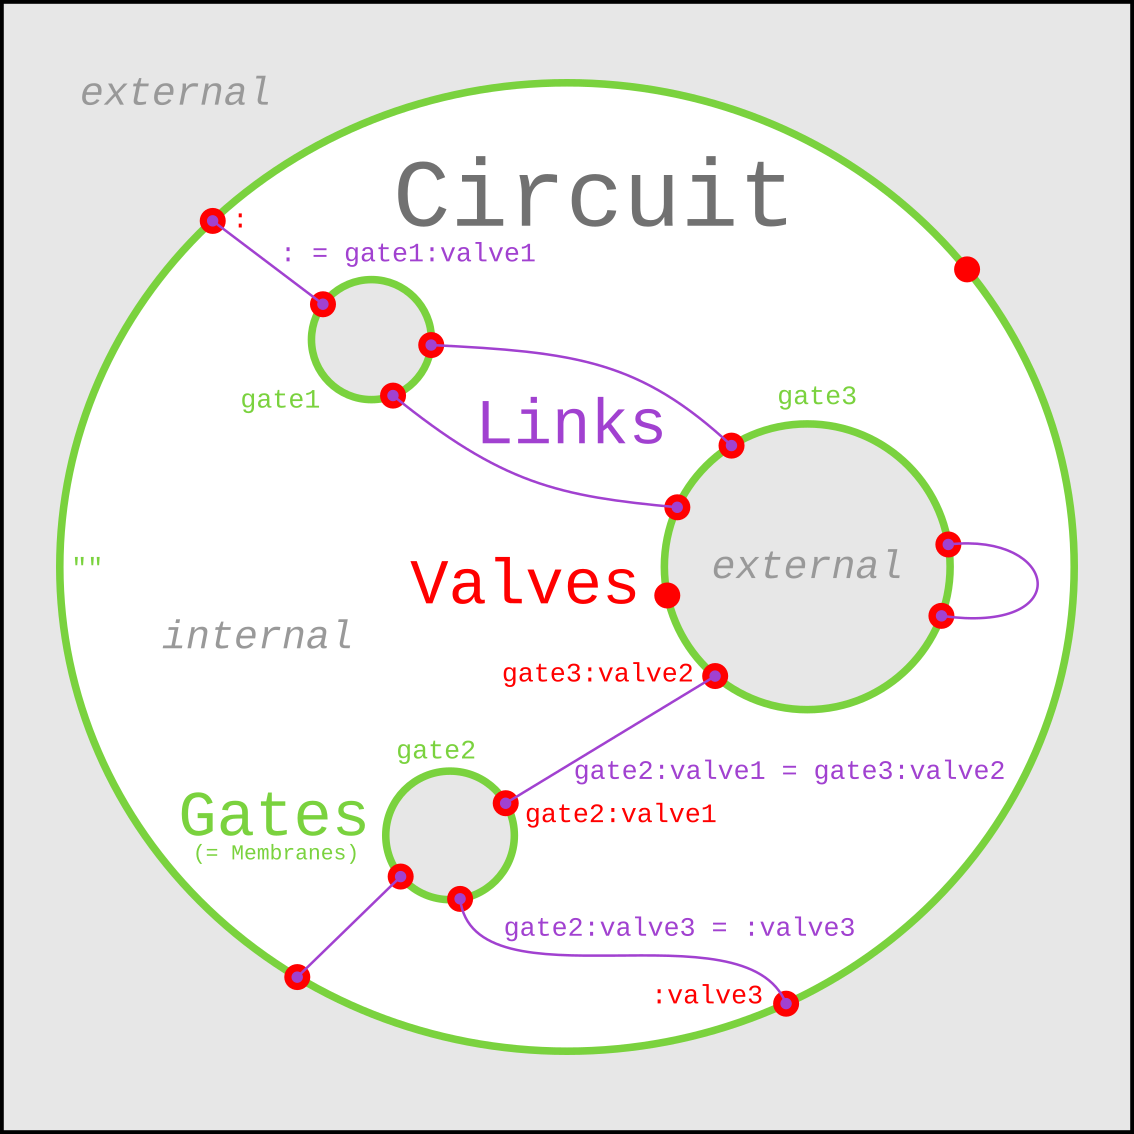 external
Circuit
:
: = gate1:valve1
gate1
gate3
Links
""
external
Valves
internal
gate3:valve2
gate2
gate2:valve1 = gate3:valve2
Gates
gate2:valve1
(= Membranes)
gate2:valve3 = :valve3
:valve3